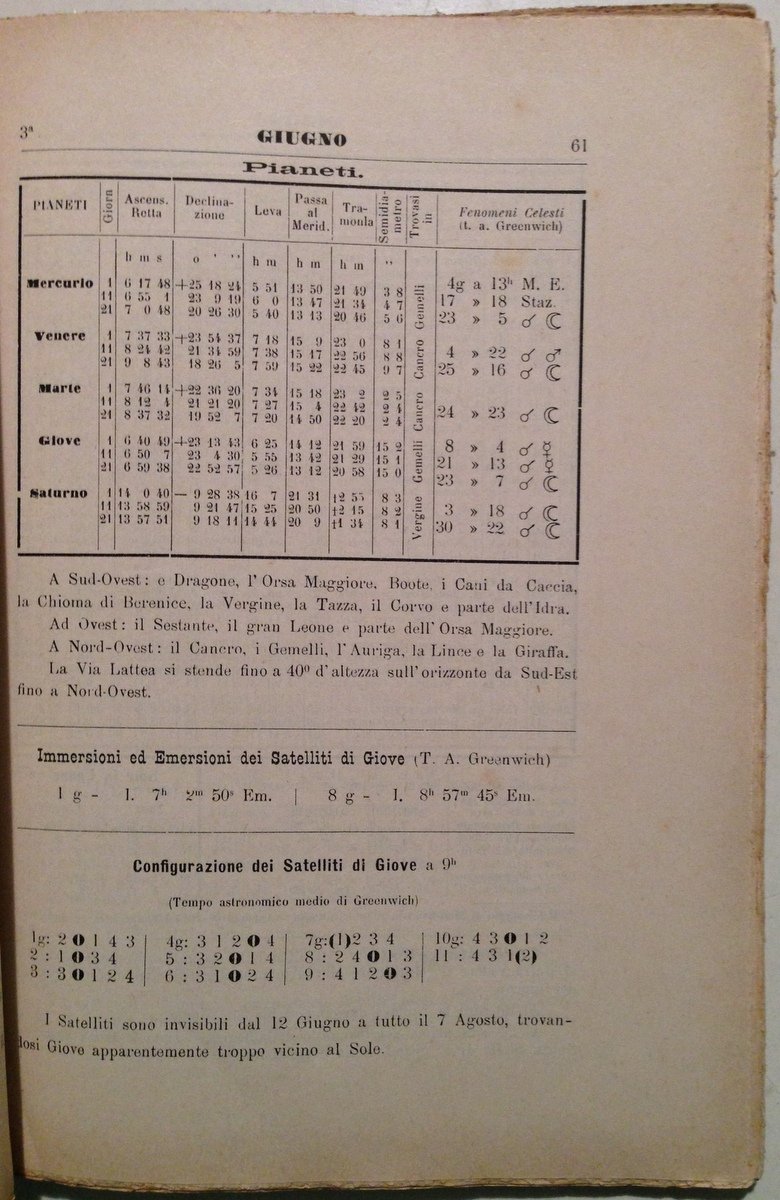 3ª GIUGNO 61
Pianeti.
PIANETI Giorni Ascens. Retta Declinazione Leva Passa al Merid. Tramonta Semidiametro Trovasi in Fenomeni Celesti (t. a. Greenwich)
h m s o ' '' h m h m h m ''
Mercurio 1 6 17 48 +25 18 24 5 51 13 50 21 49 3 8 Gemelli 4g a 13ʰ M. E.
11 6 55 1 23 9 19 6 0 13 47 21 34 4 7 17 » 18 Staz.
21 7 0 48 20 26 30 5 40 13 13 20 46 5 6 23 » 5 ☌ ☾
Venere 1 7 37 33 +23 54 37 7 18 15 9 23 0 8 1 Cancro
11 8 24 42 21 34 59 7 38 15 17 22 56 8 8 4 » 22 ☌ ♂
21 9 8 43 18 26 5 7 59 15 22 22 45 9 7 25 » 16 ☌ ☾
Marte 1 7 46 14 +22 36 20 7 34 15 18 23 2 2 5 Cancro
11 8 12 4 21 21 20 7 27 15 4 22 42 2 4 24 » 23 ☌ ☾
21 8 37 32 19 52 7 7 20 14 50 22 20 2 4
Giove 1 6 40 49 +23 13 43 6 25 14 12 21 59 15 2 Gemelli 8 » 4 ☌ ☿
11 6 50 7 23 4 30 5 55 13 42 21 29 15 1 21 » 13 ☌ ☿
21 6 59 38 22 52 57 5 26 13 12 20 58 15 0 23 » 7 ☌ ☾
Saturno 1 14 0 40 — 9 28 38 16 7 21 31 †2 55 8 3 Vergine
11 13 58 59 9 21 47 15 25 20 50 †2 15 8 2 3 » 18 ☌ ☾
21 13 57 51 9 18 11 14 44 20 9 †1 34 8 1 30 » 22 ☌ ☾
A Sud-Ovest: e Dragone, l'Orsa Maggiore, Boote, i Cani da Caccia,
la Chioma di Berenice, la Vergine, la Tazza, il Corvo e parte dell'Idra.
Ad Ovest: il Sestante, il gran Leone e parte dell'Orsa Maggiore.
A Nord-Ovest: il Cancro, i Gemelli, l'Auriga, la Lince e la Giraffa.
La Via Lattea si stende fino a 40º d'altezza sull'orizzonte da Sud-Est
fino a Nord-Ovest.
Immersioni ed Emersioni dei Satelliti di Giove (T. A. Greenwich)
1 g - I. 7ʰ 2ᵐ 50ˢ Em. | 8 g - I. 8ʰ 57ᵐ 45ˢ Em.
Configurazione dei Satelliti di Giove a 9ʰ
(Tempo astronomico medio di Greenwich)
1g: 2 O 1 4 3 4g: 3 1 2 O 4 7g:(1)2 3 4 10g: 4 3 O 1 2
2 : 1 O 3 4 5 : 3 2 O 1 4 8 : 2 4 O 1 3 11 : 4 3 1(2)
3 : 3 O 1 2 4 6 : 3 1 O 2 4 9 : 4 1 2 O 3
I Satelliti sono invisibili dal 12 Giugno a tutto il 7 Agosto, trovan-
dosi Giove apparentemente troppo vicino al Sole.